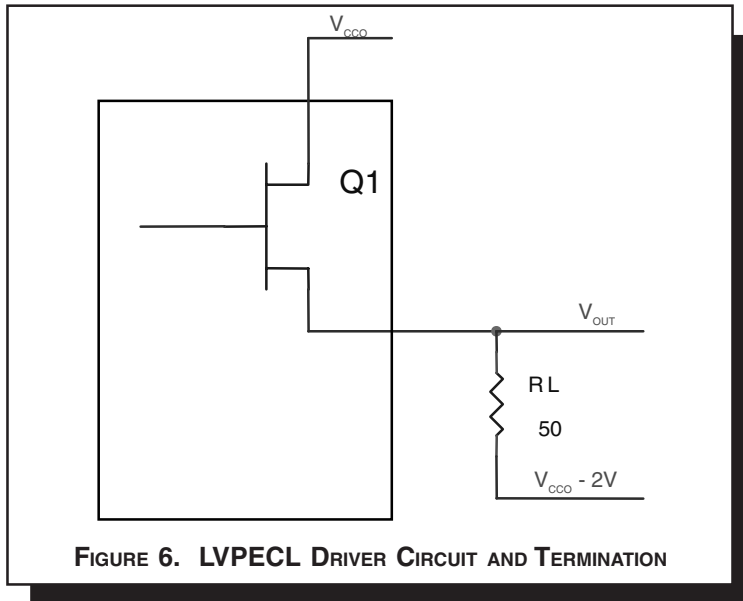 VCCO
Q1
VOUT
RL
50
VCCO - 2V
FIGURE 6. LVPECL DRIVER CIRCUIT AND TERMINATION